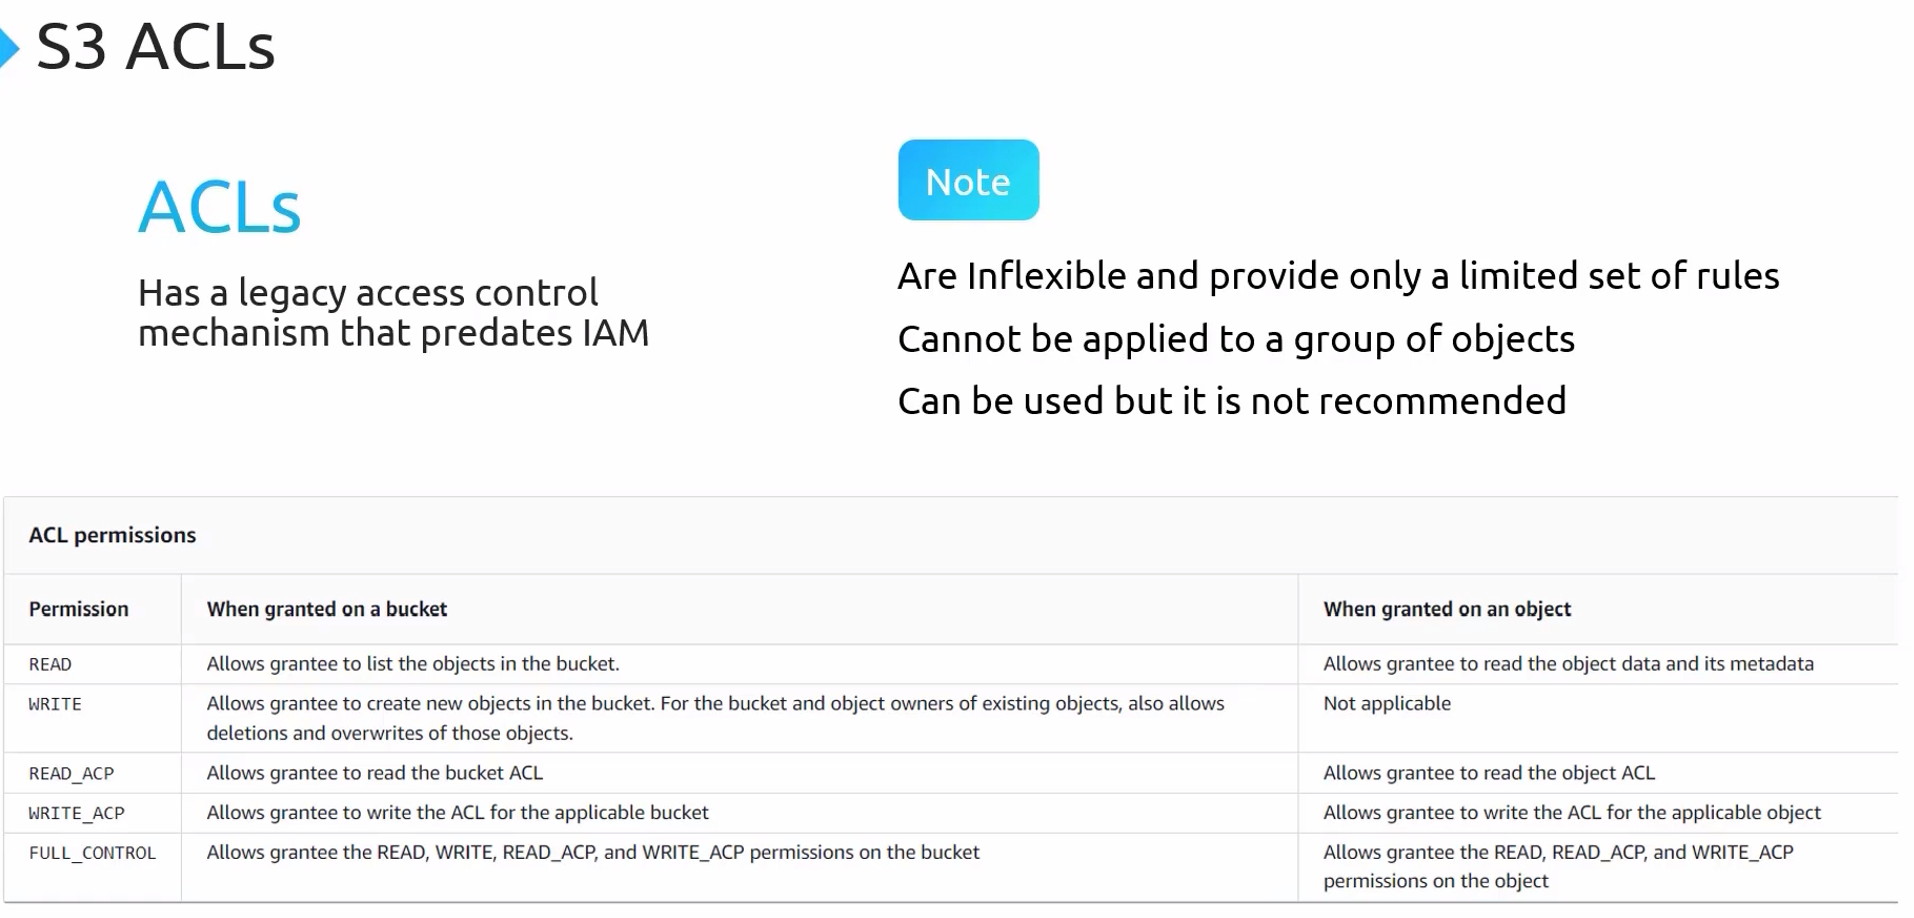 S3 ACLs
ACLs
Has a legacy access control
mechanism that predates IAM
Note
Are Inflexible and provide only a limited set of rules
Cannot be applied to a group of objects
Can be used but it is not recommended
ACL permissions
Permission When granted on a bucket When granted on an object
READ Allows grantee to list the objects in the bucket. Allows grantee to read the object data and its metadata
WRITE Allows grantee to create new objects in the bucket. For the bucket and object owners of existing objects, also allows Not applicable
deletions and overwrites of those objects.
READ_ACP Allows grantee to read the bucket ACL Allows grantee to read the object ACL
WRITE_ACP Allows grantee to write the ACL for the applicable bucket Allows grantee to write the ACL for the applicable object
FULL_CONTROL Allows grantee the READ, WRITE, READ_ACP, and WRITE_ACP permissions on the bucket Allows grantee the READ, READ_ACP, and WRITE_ACP
permissions on the object